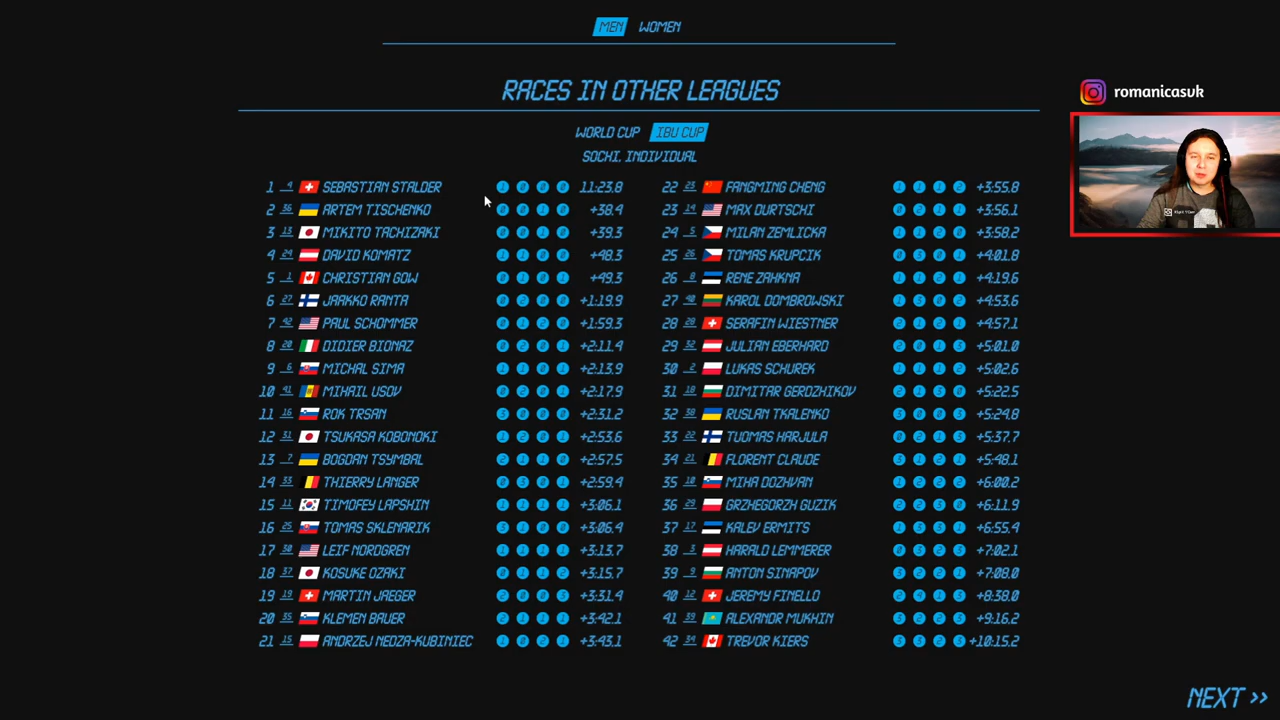 MEN WOMEN
RACES IN OTHER LEAGUES
romanicasuk
WORLD CUP IBU CUP
SOCHI. INDIVIDUAL
1 4 SEBASTIAN STALDER 11:23.8
2 36 ARTEM TISCHENKO +38.4
3 13 MIKITO TACHIZAKI +39.3
4 24 DAVID KOMATZ +48.3
5 1 CHRISTIAN GOW +49.3
6 27 JAAKKO RANTA +1:19.9
7 42 PAUL SCHOMMER +1:59.3
8 20 DIDIER BIONAZ +2:11.4
9 6 MICHAL SIMA +2:13.9
10 41 MIHAIL USOV +2:17.9
11 16 ROK TRSAN +2:31.2
12 31 TSUKASA KOBONOKI +2:53.6
13 7 BOGDAN TSYMBAL +2:57.5
14 33 THIERRY LANGER +2:59.4
15 11 TIMOFEY LAPSHIN +3:06.1
16 25 TOMAS SKLENARIK +3:06.4
17 30 LEIF NORDGREN +3:13.7
18 37 KOSUKE OZAKI +3:15.7
19 19 MARTIN JAEGER +3:31.4
20 35 KLEMEN BAUER +3:42.1
21 15 ANDRZEJ NEDZA-KUBINIEC +3:43.1
22 23 FANGMING CHENG +3:55.8
23 14 MAX DURTSCHI +3:56.1
24 5 MILAN ZEMLICKA +3:58.2
25 26 TOMAS KRUPCIK +4:01.8
26 8 RENE ZAHKNA +4:19.6
27 40 KAROL DOMBROWSKI +4:53.6
28 28 SERAFIN WIESTNER +4:57.1
29 32 JULIAN EBERHARD +5:01.0
30 2 LUKAS SCHUREK +5:02.6
31 18 DIMITAR GERDZHIKOV +5:22.5
32 38 RUSLAN TKALENKO +5:24.8
33 22 TUOMAS HARJULA +5:37.7
34 21 FLORENT CLAUDE +5:48.1
35 10 MIHA DOZHVAN +6:00.2
36 29 GRZHEGORZH GUZIK +6:11.9
37 17 KALEV ERMITS +6:55.4
38 3 HARALD LEMMERER +7:02.1
39 9 ANTON SINAPOV +7:08.0
40 12 JEREMY FINELLO +8:38.0
41 39 ALEXANDR MUKHIN +9:16.2
42 34 TREVOR KIERS +10:15.2
NEXT >>